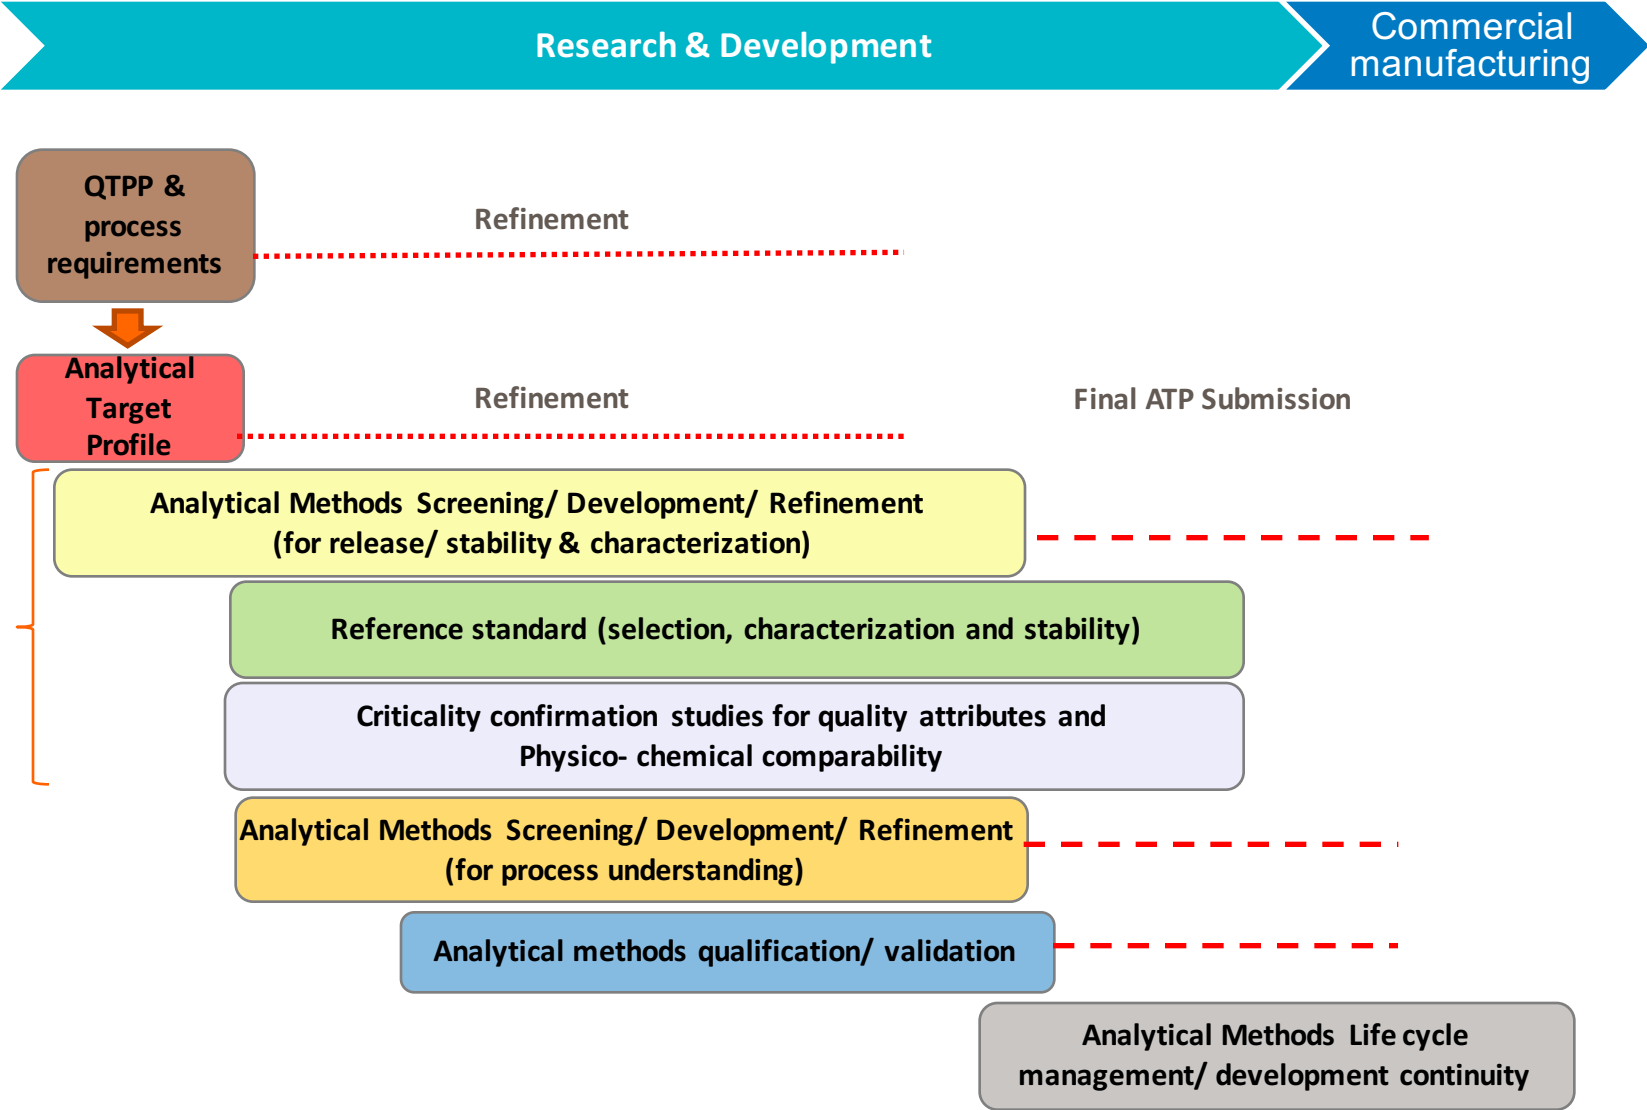 Research & Development
Commercial
manufacturing
QTPP &
process
requirements
Refinement
Analytical
Target
Profile
Refinement
Final ATP Submission
Analytical Methods Screening/ Development/ Refinement
(for release/ stability & characterization)
Reference standard (selection, characterization and stability)
Criticality confirmation studies for quality attributes and
Physico- chemical comparability
Analytical Methods Screening/ Development/ Refinement
(for process understanding)
Analytical methods qualification/ validation
Analytical Methods Life cycle
management/ development continuity